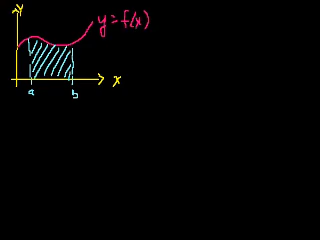 y
y = f(x)
x
a b